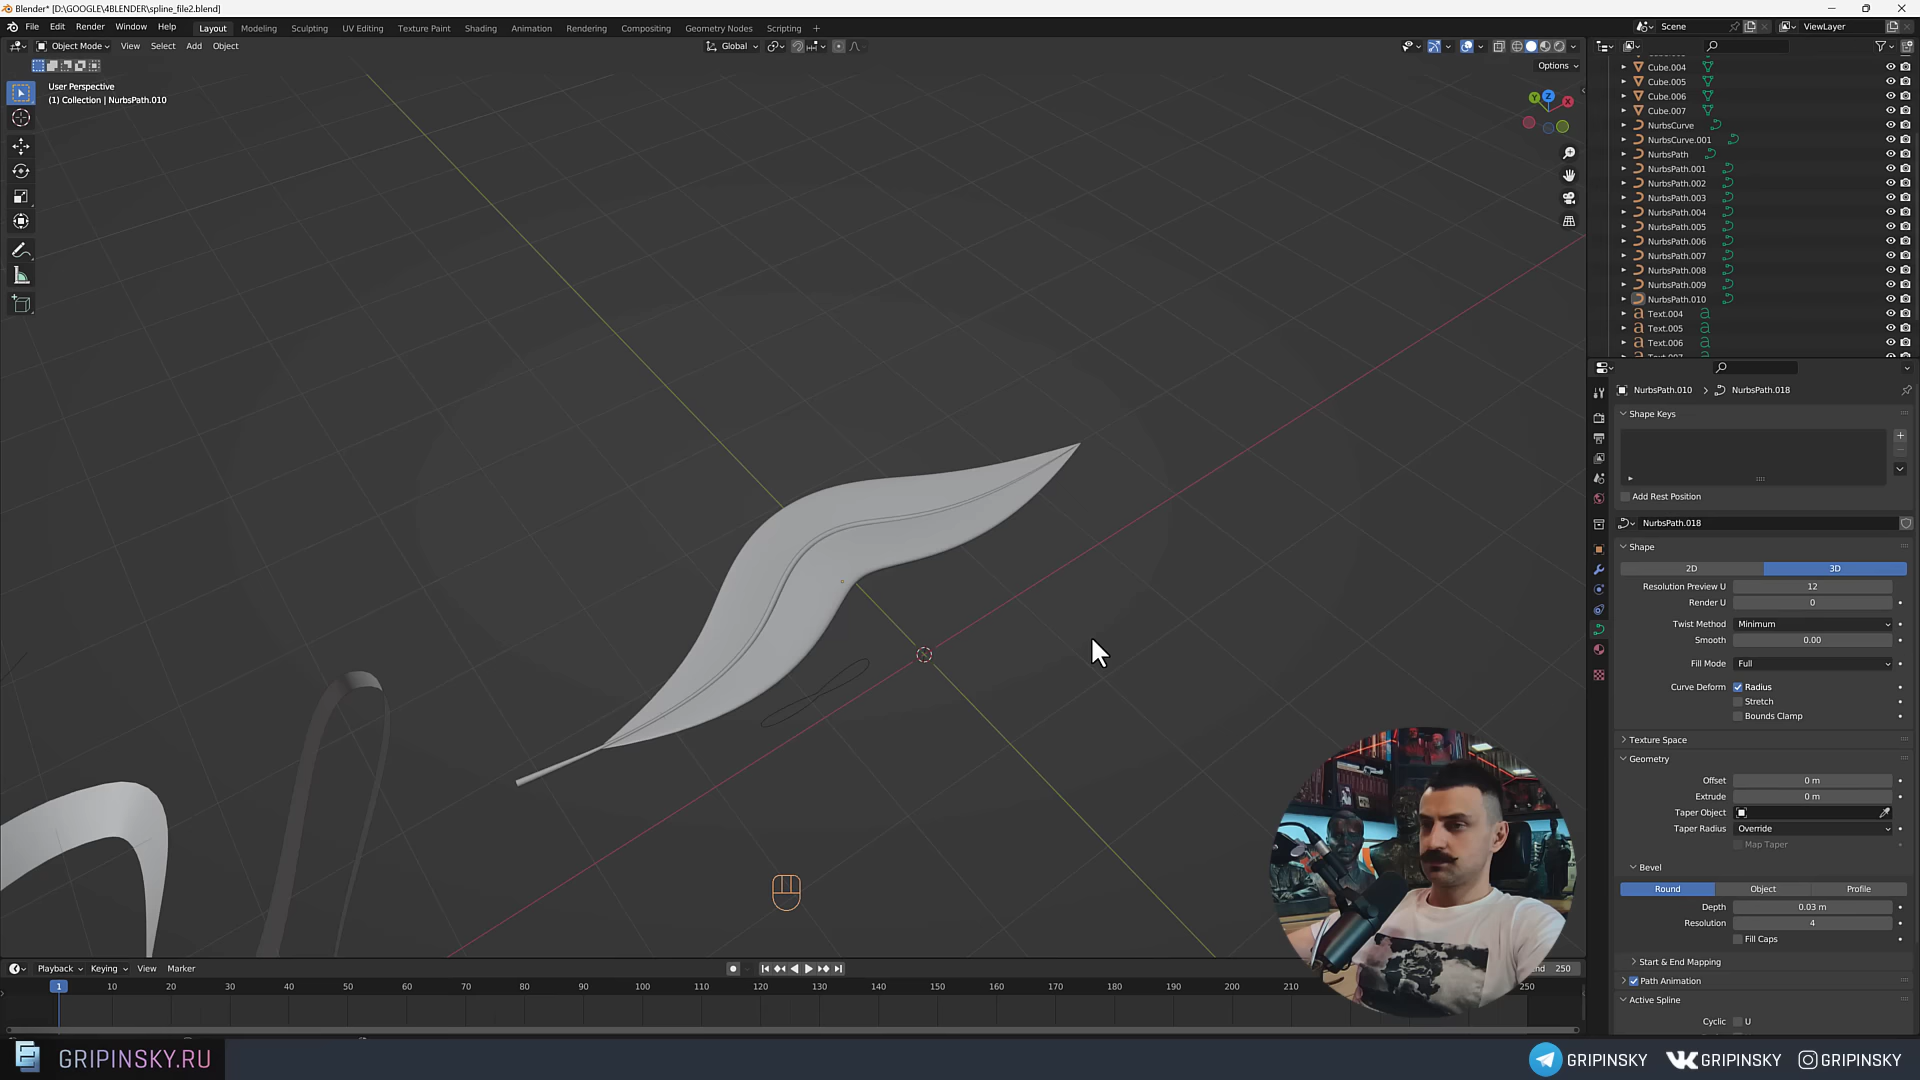 Blender* [D:\GOOGLE\4BLENDER\spline_file2.blend]
File Edit Render Window Help Layout Modeling Sculpting UV Editing Texture Paint Shading Animation Rendering Compositing Geometry Nodes Scripting + Scene ViewLayer
Object Mode View Select Add Object Global
Options
User Perspective
(1) Collection | NurbsPath.010
Y Z X
Cube.004
Cube.005
Cube.006
Cube.007
NurbsCurve
NurbsCurve.001
NurbsPath
NurbsPath.001
NurbsPath.002
NurbsPath.003
NurbsPath.004
NurbsPath.005
NurbsPath.006
NurbsPath.007
NurbsPath.008
NurbsPath.009
NurbsPath.010
Text.004
Text.005
Text.006
NurbsPath.010 > NurbsPath.018
Shape Keys
Add Rest Position
NurbsPath.018
Shape
2D 3D
Resolution Preview U 12
Render U 0
Twist Method Minimum
Smooth 0.00
Fill Mode Full
Curve Deform Radius
Stretch
Bounds Clamp
Texture Space
Geometry
Offset 0 m
Extrude 0 m
Taper Object
Taper Radius Override
Map Taper
Bevel
Round Object Profile
Depth 0.03 m
Resolution 4
Fill Caps
Start & End Mapping
Path Animation
Active Spline
Cyclic U
Playback Keying View Marker 250
1 10 20 30 40 50 60 70 80 90 100 110 120 130 140 150 160 170 180 190 200 210 250
GRIPINSKY.RU
GRIPINSKY GRIPINSKY GRIPINSKY